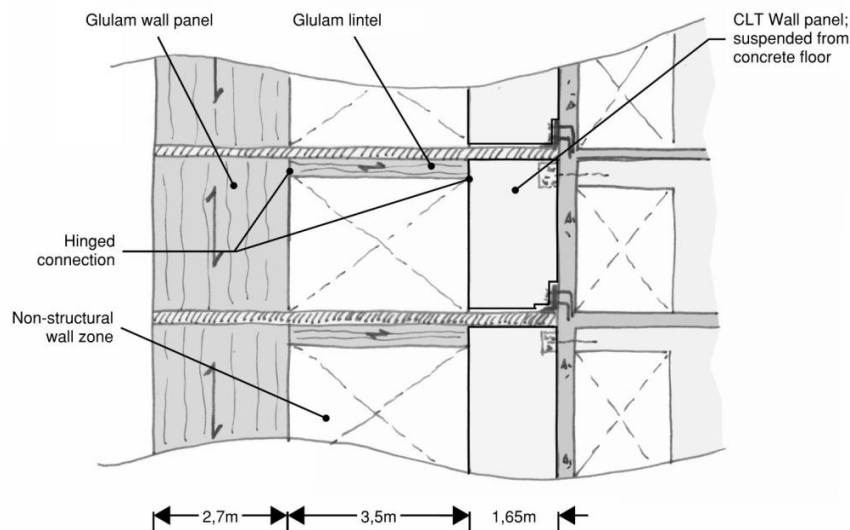 Glulam wall panel
Glulam lintel
CLT Wall panel;
suspended from
concrete floor
Hinged
connection
Non-structural
wall zone
2,7m
3,5m
1,65m